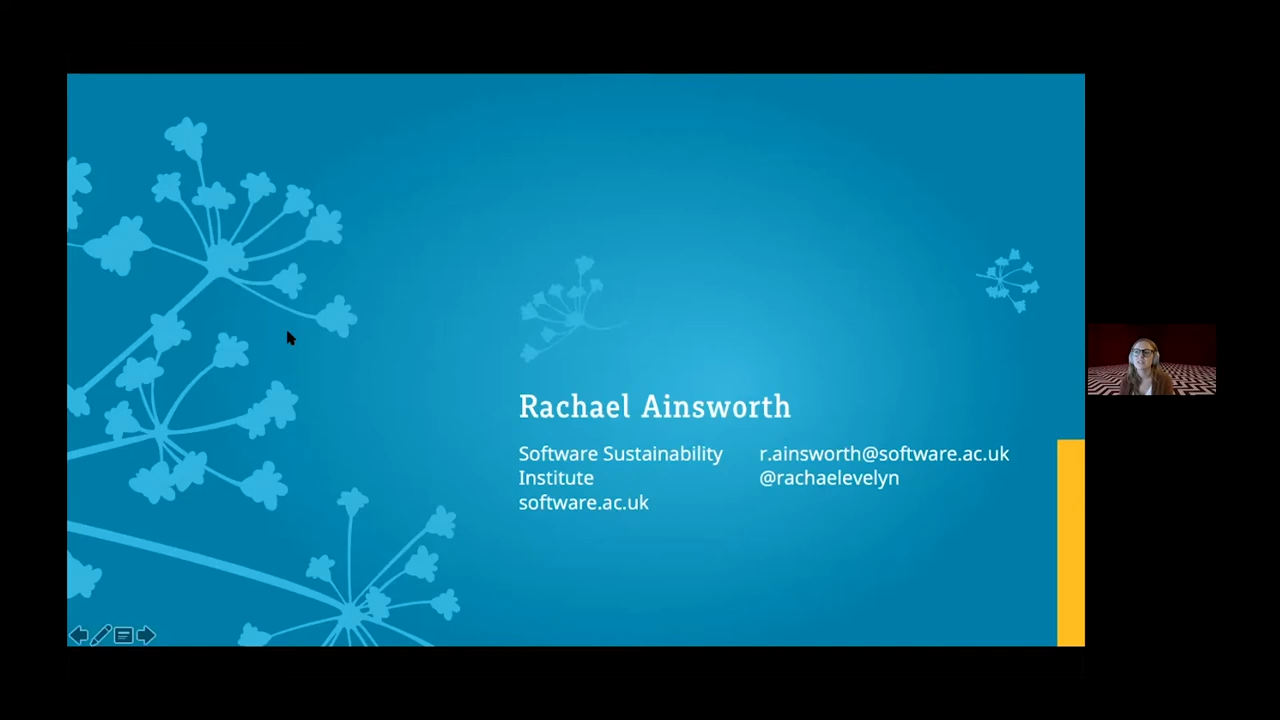 Rachael Ainsworth
Software Sustainability
Institute
software.ac.uk
r.ainsworth@software.ac.uk
@rachaelevelyn